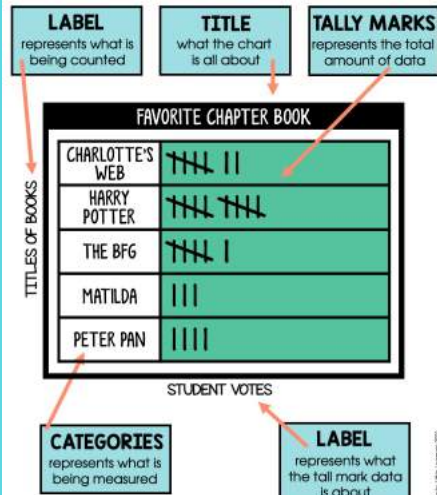 LABEL
represents what is
being counted
TITLE
what the chart
is all about
TALLY MARKS
represents the total
amount of data
FAVORITE CHAPTER BOOK
TITLES OF BOOKS
CHARLOTTE'S
WEB
HARRY
POTTER
THE BFG
MATILDA
PETER PAN
STUDENT VOTES
CATEGORIES
represents what is
being measured
LABEL
represents what
the tall mark data
is about